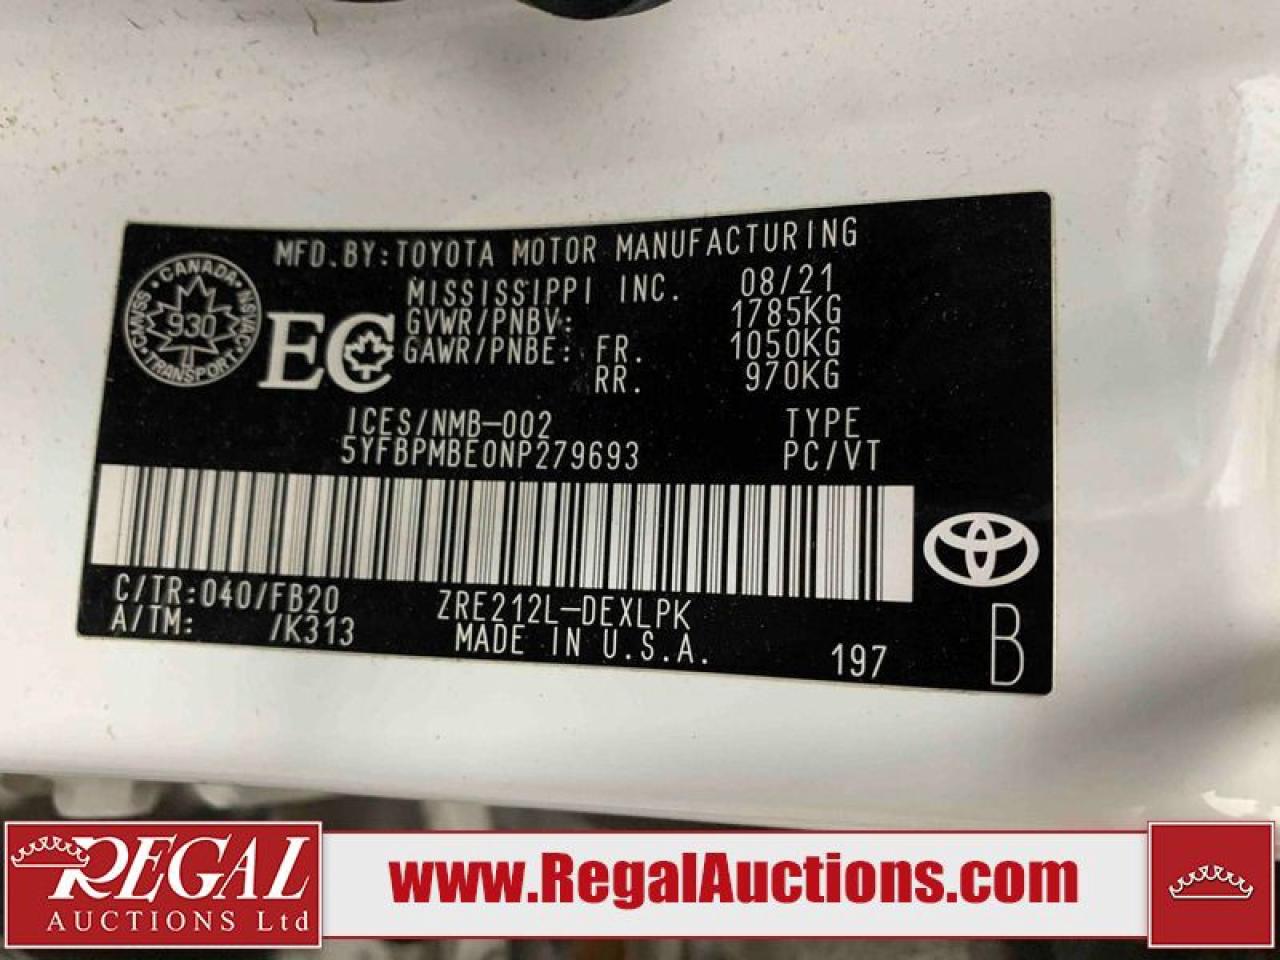 MFD.BY:TOYOTA MOTOR MANUFACTURING
MISSISSIPPI INC. 08/21
GVWR/PNBV: 1785KG
GAWR/PNBE: FR. 1050KG
RR. 970KG
CANADA
CMVSS 930 NSVAC
TRANSPORT
EC
ICES/NMB-002 TYPE
5YFBPMBE0NP279693 PC/VT
C/TR:040/FB20 ZRE212L-DEXLPK
A/TM: /K313 MADE IN U.S.A. 197 B
REGAL
AUCTIONS Ltd
www.RegalAuctions.com